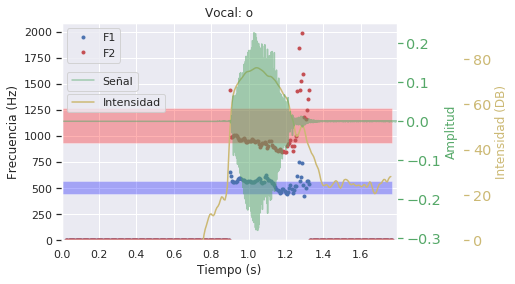 Vocal: o
F1
F2
Señal
Intensidad
Frecuencia (Hz)
2000
1750
1500
1250
1000
750
500
250
0
0.0 0.2 0.4 0.6 0.8 1.0 1.2 1.4 1.6
Tiempo (s)
0.2
0.1
0.0
−0.1
−0.2
−0.3
Amplitud
80
60
40
20
0
Intensidad (DB)